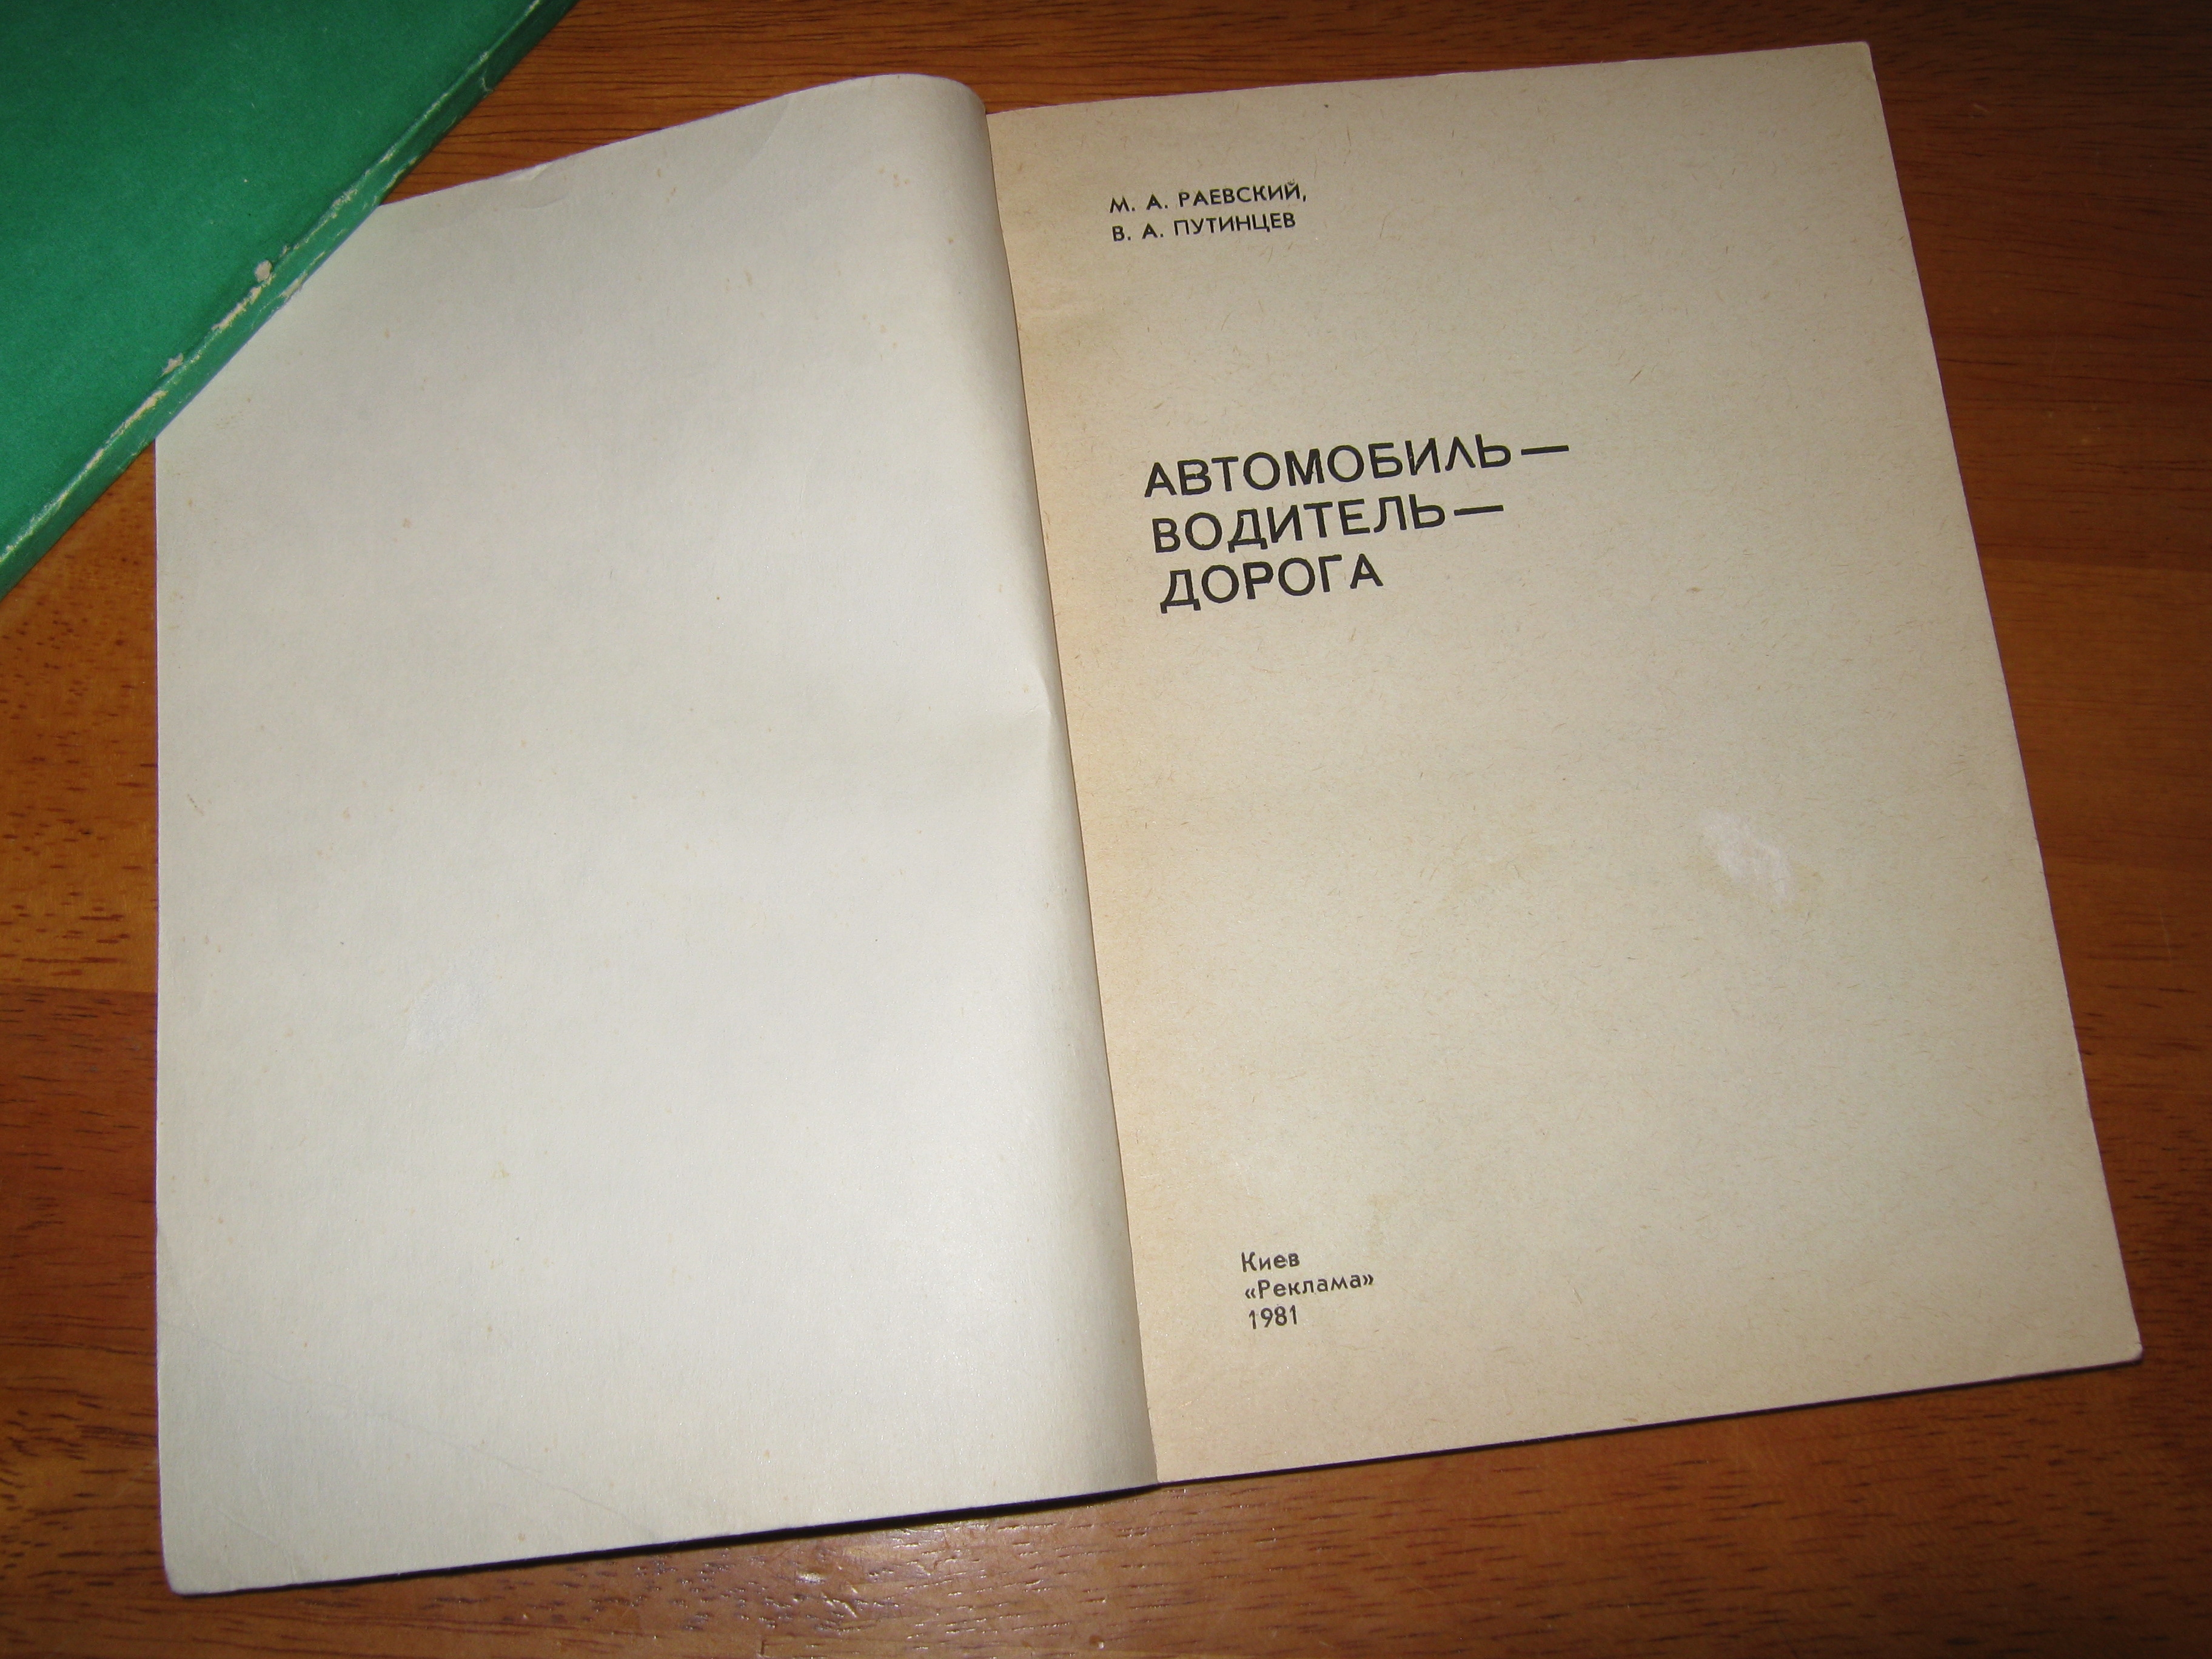 М. А. РАЕВСКИЙ,
В. А. ПУТИНЦЕВ
АВТОМОБИЛЬ—
ВОДИТЕЛЬ—
ДОРОГА
Киев
«Реклама»
1981